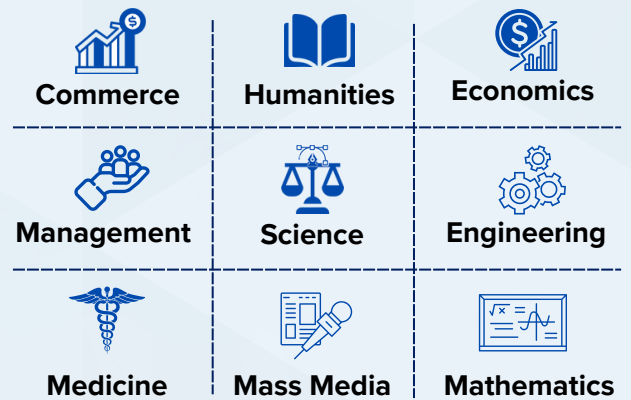 $
$
Commerce
Humanities
Economics
Management
Science
Engineering
√x =
Medicine
Mass Media
Mathematics